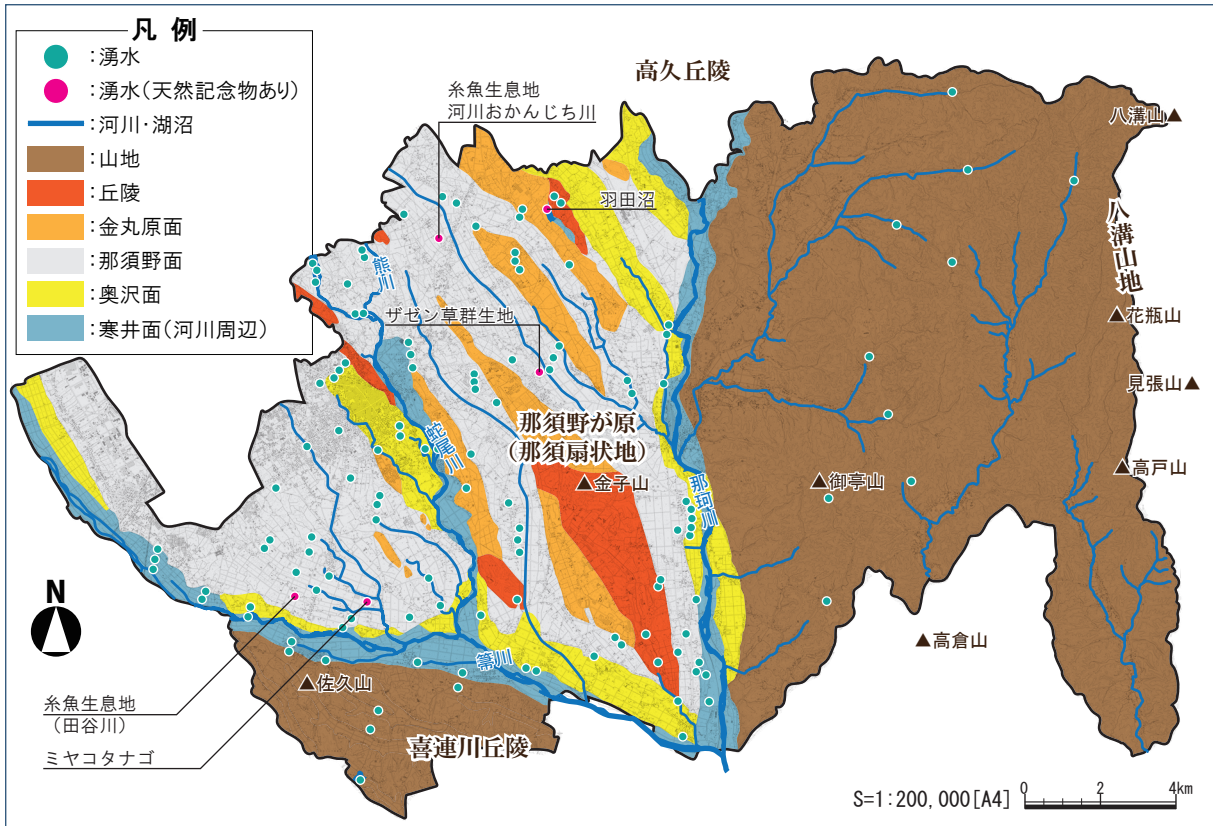 凡 例
:湧水
:湧水(天然記念物あり)
:河川・湖沼
:山地
:丘陵
:金丸原面
:那須野面
:奥沢面
:寒井面(河川周辺)
高久丘陵
糸魚生息地
河川おかんじち川
八溝山
羽田沼
八溝山地
熊川
ザゼン草群生地
花瓶山
見張山
那須野が原
(那須扇状地)
蛇尾川
金子山
那珂川
御亭山
高戸山
N
高倉山
箒川
佐久山
糸魚生息地
(田谷川)
ミヤコタナゴ
喜連川丘陵
S=1:200,000[A4]
0 2 4km